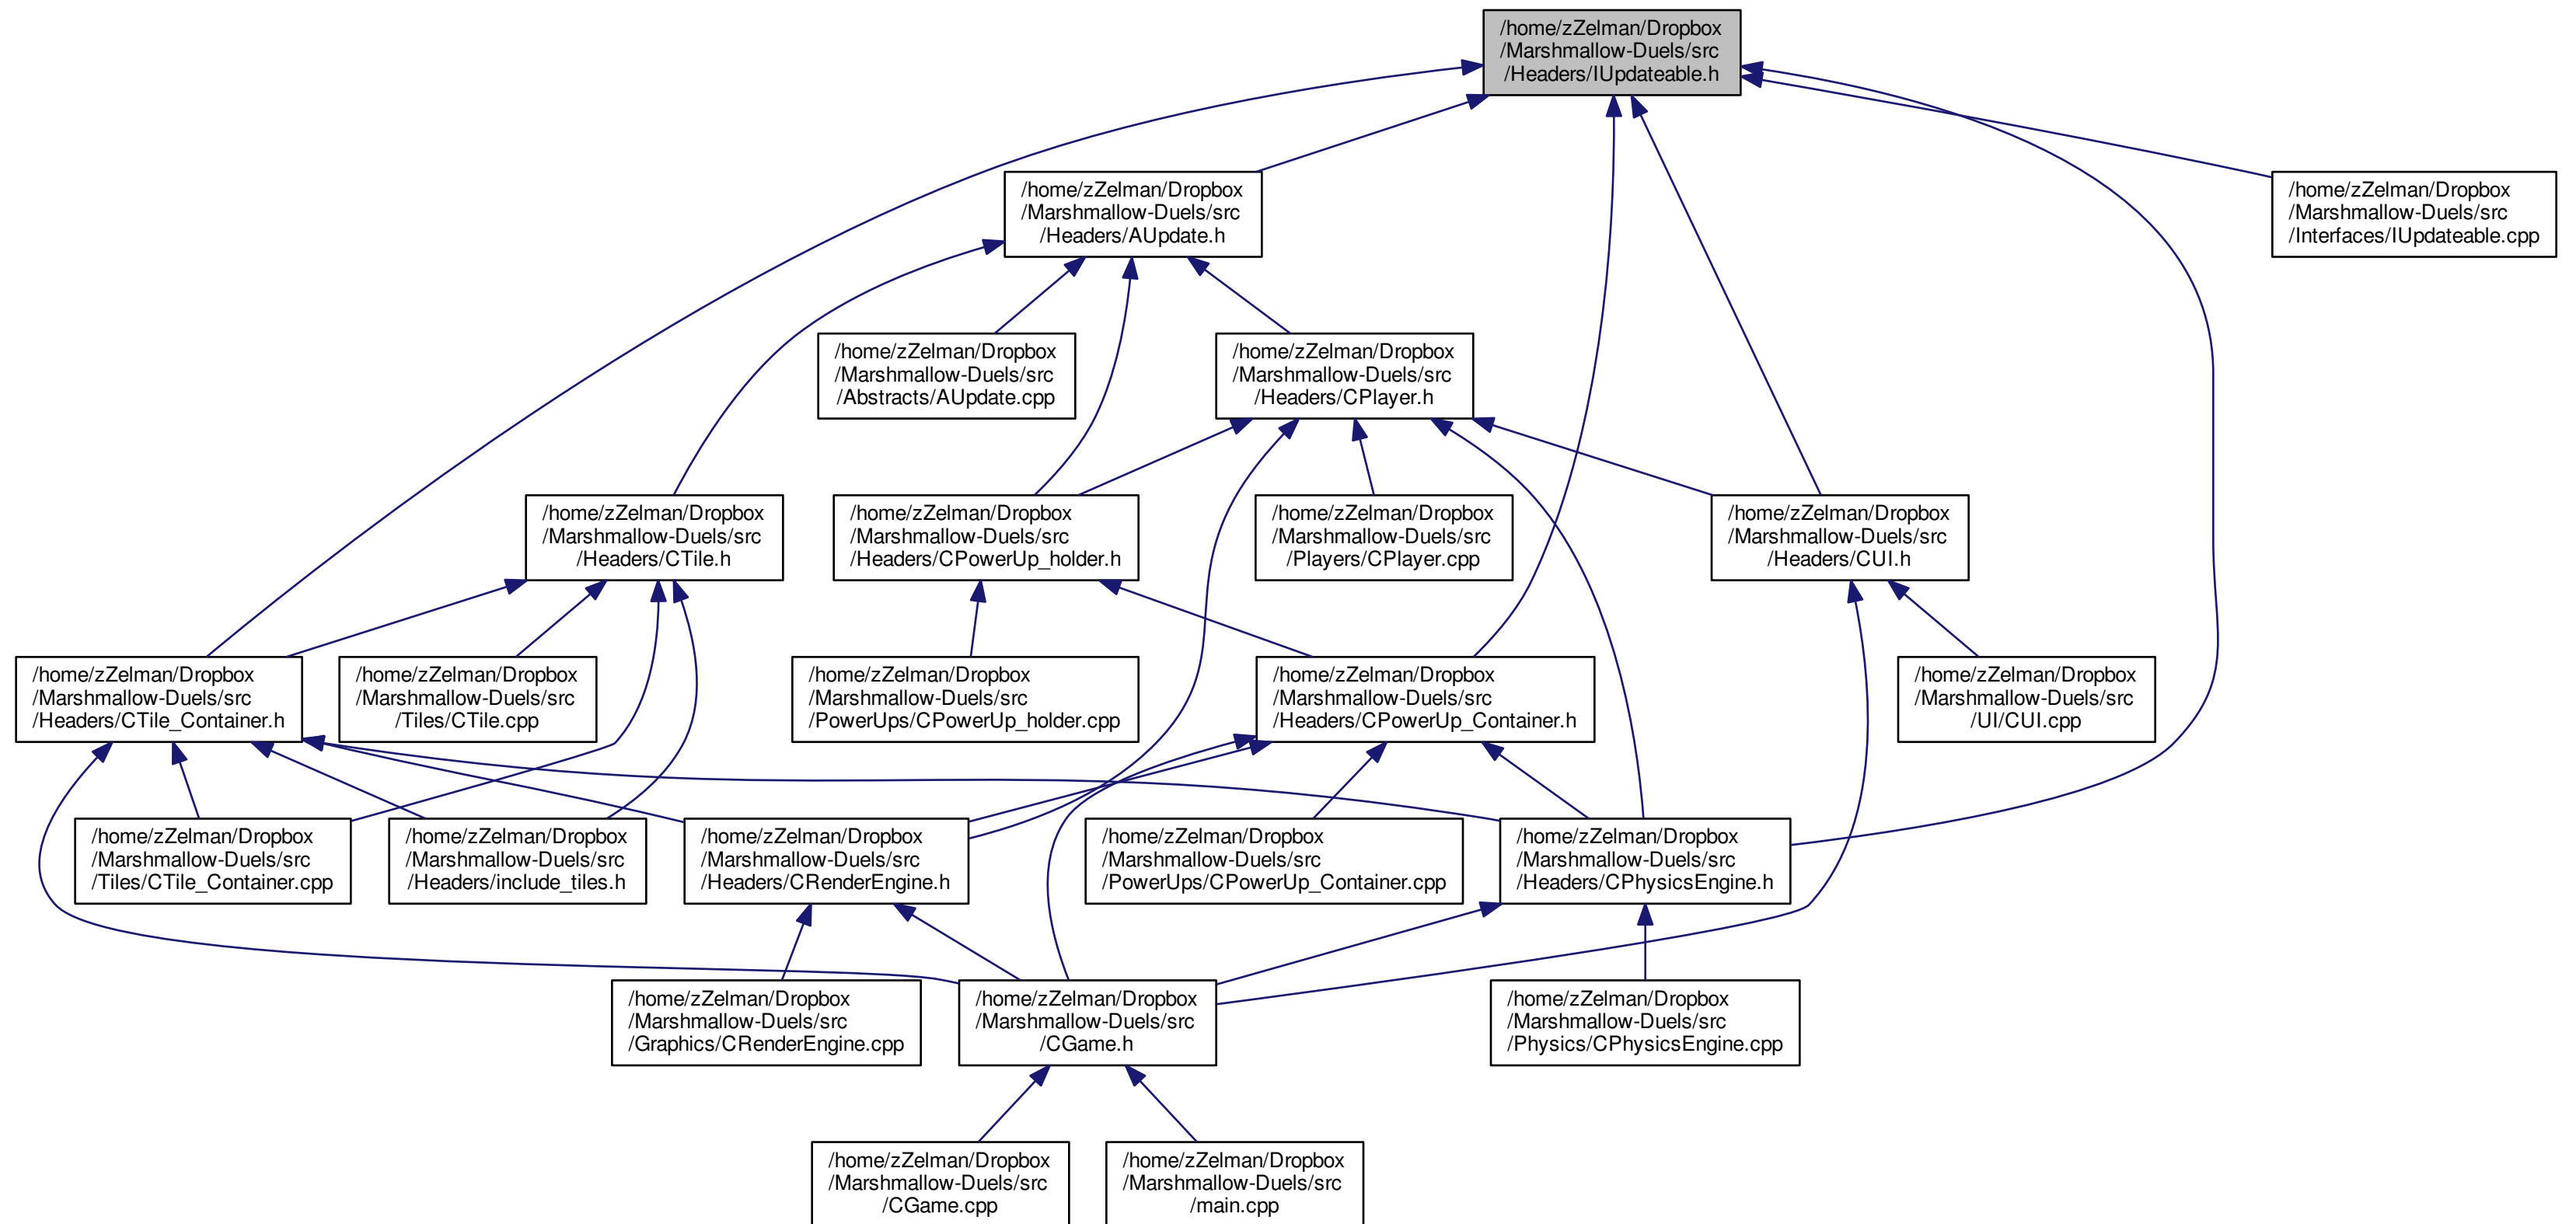 /home/zZelman/Dropbox
/Marshmallow-Duels/src
/Headers/IUpdateable.h
/home/zZelman/Dropbox
/Marshmallow-Duels/src
/Headers/AUpdate.h
/home/zZelman/Dropbox
/Marshmallow-Duels/src
/Interfaces/IUpdateable.cpp
/home/zZelman/Dropbox
/Marshmallow-Duels/src
/Abstracts/AUpdate.cpp
/home/zZelman/Dropbox
/Marshmallow-Duels/src
/Headers/CPlayer.h
/home/zZelman/Dropbox
/Marshmallow-Duels/src
/Headers/CTile.h
/home/zZelman/Dropbox
/Marshmallow-Duels/src
/Headers/CPowerUp_holder.h
/home/zZelman/Dropbox
/Marshmallow-Duels/src
/Players/CPlayer.cpp
/home/zZelman/Dropbox
/Marshmallow-Duels/src
/Headers/CUI.h
/home/zZelman/Dropbox
/Marshmallow-Duels/src
/Headers/CTile_Container.h
/home/zZelman/Dropbox
/Marshmallow-Duels/src
/Tiles/CTile.cpp
/home/zZelman/Dropbox
/Marshmallow-Duels/src
/PowerUps/CPowerUp_holder.cpp
/home/zZelman/Dropbox
/Marshmallow-Duels/src
/Headers/CPowerUp_Container.h
/home/zZelman/Dropbox
/Marshmallow-Duels/src
/UI/CUI.cpp
/home/zZelman/Dropbox
/Marshmallow-Duels/src
/Tiles/CTile_Container.cpp
/home/zZelman/Dropbox
/Marshmallow-Duels/src
/Headers/include_tiles.h
/home/zZelman/Dropbox
/Marshmallow-Duels/src
/Headers/CRenderEngine.h
/home/zZelman/Dropbox
/Marshmallow-Duels/src
/PowerUps/CPowerUp_Container.cpp
/home/zZelman/Dropbox
/Marshmallow-Duels/src
/Headers/CPhysicsEngine.h
/home/zZelman/Dropbox
/Marshmallow-Duels/src
/Graphics/CRenderEngine.cpp
/home/zZelman/Dropbox
/Marshmallow-Duels/src
/CGame.h
/home/zZelman/Dropbox
/Marshmallow-Duels/src
/Physics/CPhysicsEngine.cpp
/home/zZelman/Dropbox
/Marshmallow-Duels/src
/CGame.cpp
/home/zZelman/Dropbox
/Marshmallow-Duels/src
/main.cpp